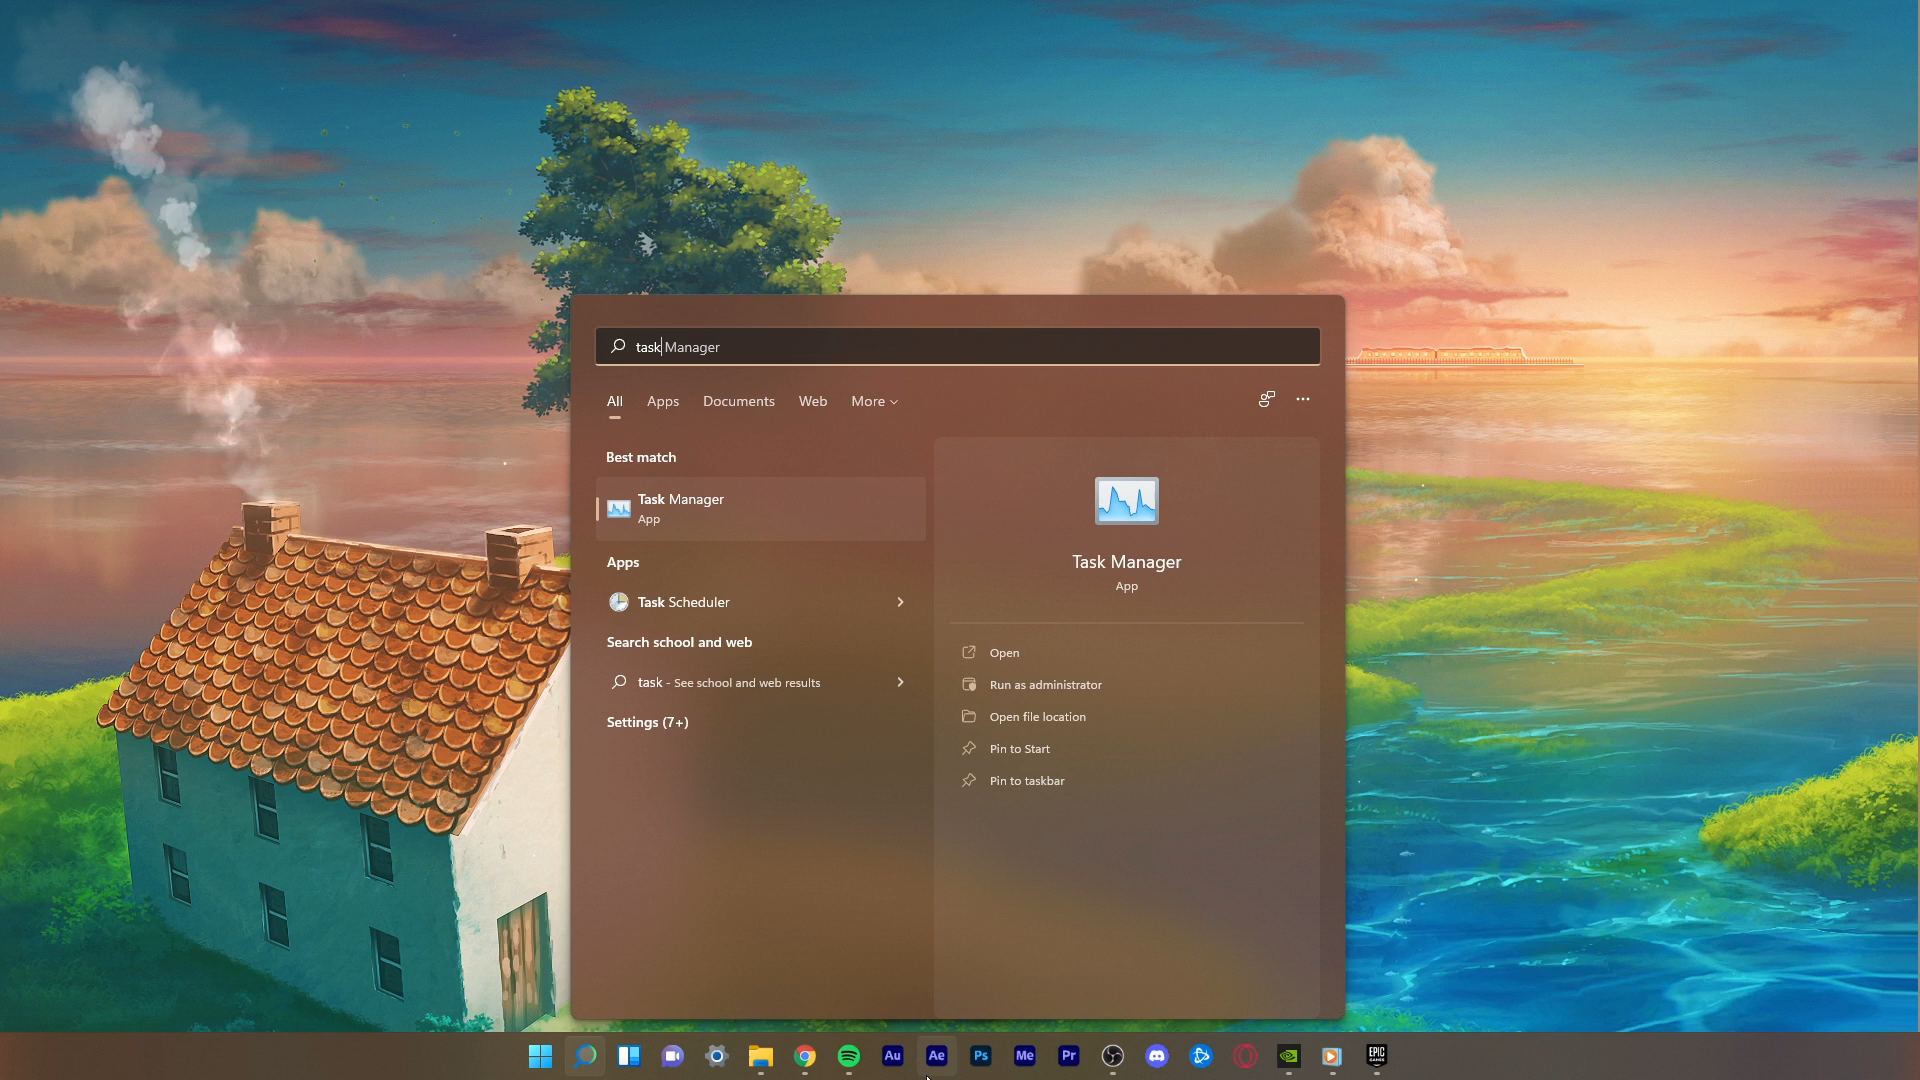 task Manager
All Apps Documents Web More
Best match
Task Manager
App
Apps
Task Scheduler
Search school and web
task - See school and web results
Settings (7+)
Task Manager
App
Open
Run as administrator
Open file location
Pin to Start
Pin to taskbar
Au Ae Ps Me Pr EPIC GAMES